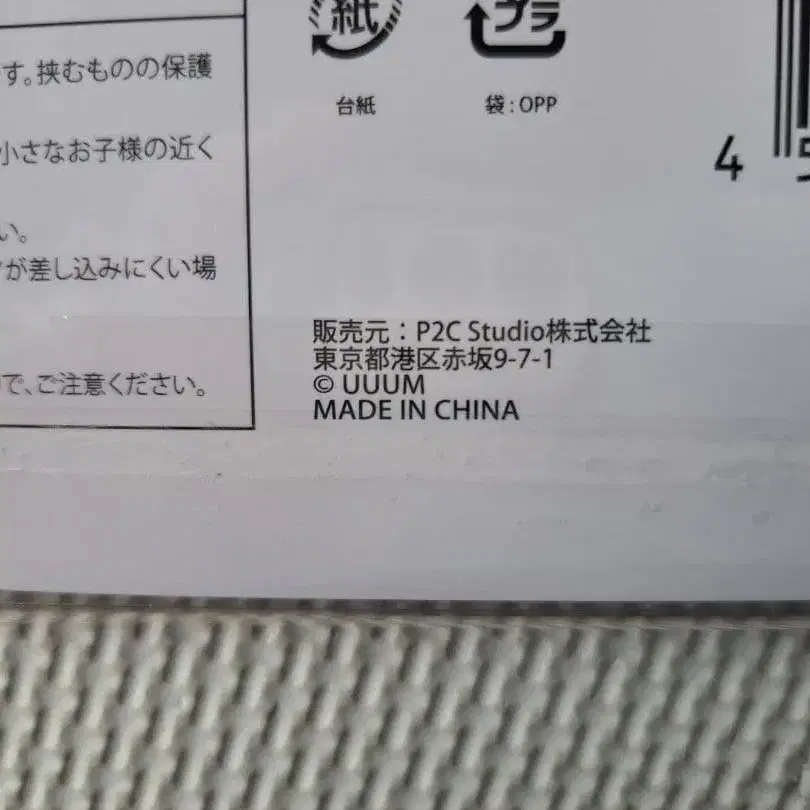 す。挟むものの保護
小さなお子様の近く
い。
が差し込みにくい場
で、ご注意ください。
紙
プラ
台紙
袋:OPP
4
販売元：P2C Studio株式会社
東京都港区赤坂9-7-1
© UUUM
MADE IN CHINA